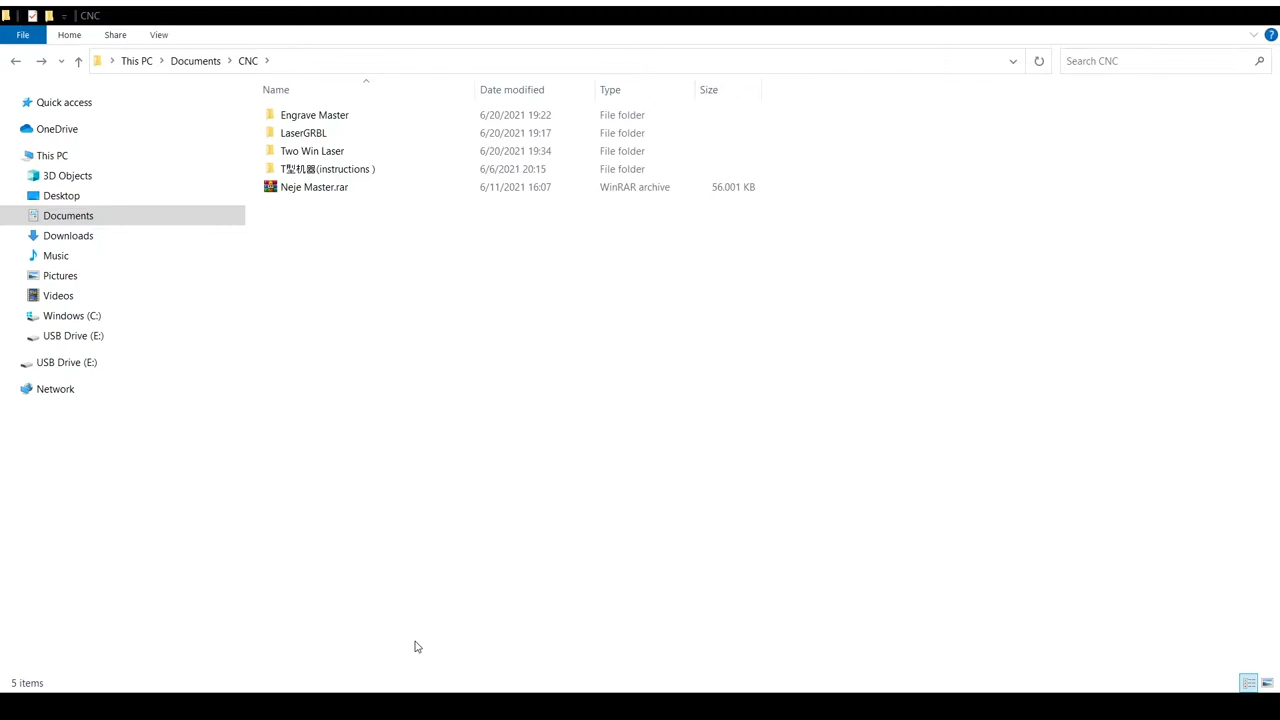 CNC
File Home Share View
This PC Documents CNC Search CNC
Name Date modified Type Size
Quick access
OneDrive
This PC
3D Objects
Desktop
Documents
Downloads
Music
Pictures
Videos
Windows (C:)
USB Drive (E:)
USB Drive (E:)
Network
Engrave Master 6/20/2021 19:22 File folder
LaserGRBL 6/20/2021 19:17 File folder
Two Win Laser 6/20/2021 19:34 File folder
T型机器(instructions ) 6/6/2021 20:15 File folder
Neje Master.rar 6/11/2021 16:07 WinRAR archive 56.001 KB
5 items